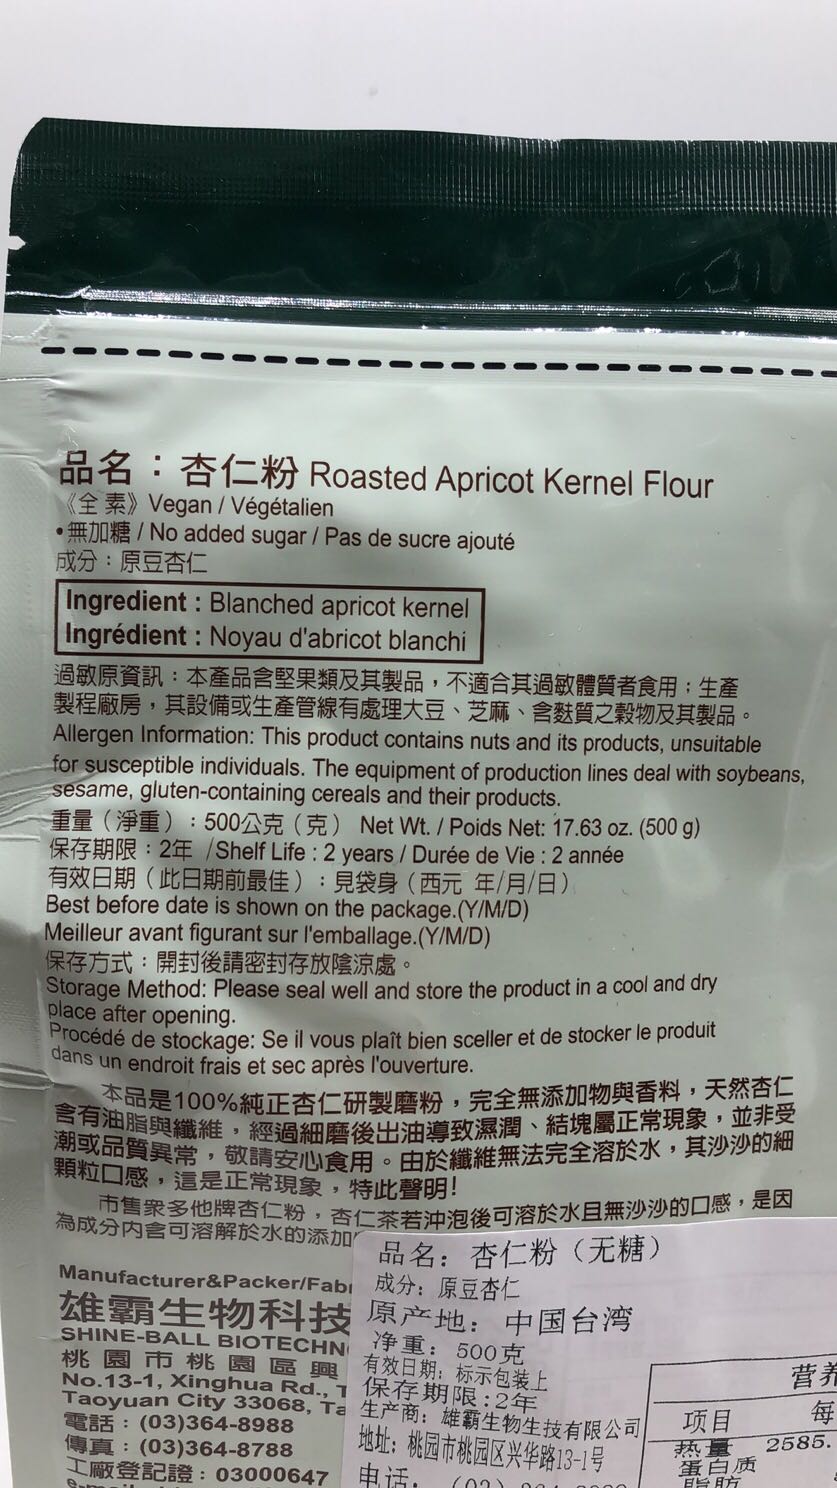 品名：杏仁粉 Roasted Apricot Kernel Flour
《全素》Vegan / Végétalien
•無加糖 / No added sugar / Pas de sucre ajouté
成分：原豆杏仁
Ingredient : Blanched apricot kernel
Ingrédient : Noyau d'abricot blanchi
過敏原資訊：本產品含堅果類及其製品，不適合其過敏體質者食用；生產
製程廠房，其設備或生產管線有處理大豆、芝麻、含麩質之穀物及其製品。
Allergen Information: This product contains nuts and its products, unsuitable
for susceptible individuals. The equipment of production lines deal with soybeans,
sesame, gluten-containing cereals and their products.
重量（淨重）：500公克（克） Net Wt. / Poids Net: 17.63 oz. (500 g)
保存期限：2年 /Shelf Life : 2 years / Durée de Vie : 2 année
有效日期（此日期前最佳）：見袋身（西元 年/月/日）
Best before date is shown on the package.(Y/M/D)
Meilleur avant figurant sur l'emballage.(Y/M/D)
保存方式：開封後請密封存放陰涼處。
Storage Method: Please seal well and store the product in a cool and dry
place after opening.
Procédé de stockage: Se il vous plaît bien sceller et de stocker le produit
dans un endroit frais et sec après l'ouverture.
本品是100%純正杏仁研製磨粉，完全無添加物與香料，天然杏仁
含有油脂與纖維，經過細磨後出油導致濕潤、結塊屬正常現象，並非受
潮或品質異常，敬請安心食用。由於纖維無法完全溶於水，其沙沙的細
顆粒口感，這是正常現象，特此聲明!
市售衆多他牌杏仁粉，杏仁茶若沖泡後可溶於水且無沙沙的口感，是因
為成分内含可溶解於水的添加
Manufacturer&Packer/Fabr
雄霸生物科技
SHINE-BALL BIOTECHN
桃園市桃園區興
No.13-1, Xinghua Rd., T
Taoyuan City 33068, Ta
電話：(03)364-8988
傳真：(03)364-8788
工廠登記證：03000647
品名：杏仁粉（无糖）
成分：原豆杏仁
原产地：中国台湾
净重：500克
有效日期：标示包装上
保存期限:2年
生产商：雄霸生物生技有限公司
地址：桃园市桃园区兴华路13-1号
电话：
营养
项目 每
热量 2585.
蛋白质
脂肪